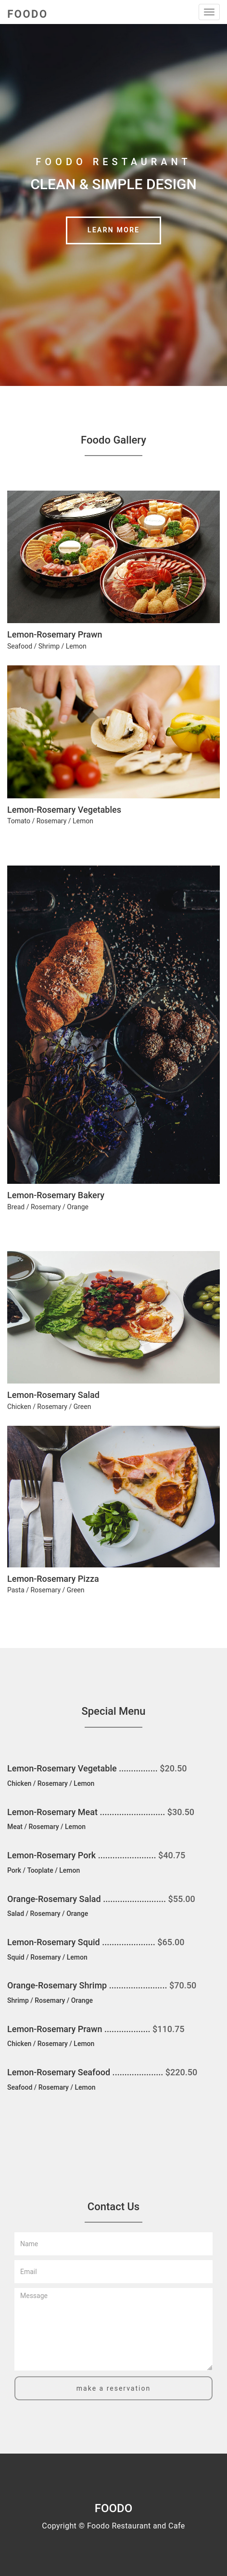 FOODO
FOODO RESTAURANT
CLEAN & SIMPLE DESIGN
LEARN MORE
Foodo Gallery
Lemon-Rosemary Prawn
Seafood / Shrimp / Lemon
Lemon-Rosemary Vegetables
Tomato / Rosemary / Lemon
Lemon-Rosemary Bakery
Bread / Rosemary / Orange
Lemon-Rosemary Salad
Chicken / Rosemary / Green
Lemon-Rosemary Pizza
Pasta / Rosemary / Green
Special Menu
Lemon-Rosemary Vegetable ................ $20.50
Chicken / Rosemary / Lemon
Lemon-Rosemary Meat ........................... $30.50
Meat / Rosemary / Lemon
Lemon-Rosemary Pork ........................ $40.75
Pork / Tooplate / Lemon
Orange-Rosemary Salad .......................... $55.00
Salad / Rosemary / Orange
Lemon-Rosemary Squid ...................... $65.00
Squid / Rosemary / Lemon
Orange-Rosemary Shrimp ........................ $70.50
Shrimp / Rosemary / Orange
Lemon-Rosemary Prawn ................... $110.75
Chicken / Rosemary / Lemon
Lemon-Rosemary Seafood ..................... $220.50
Seafood / Rosemary / Lemon
Contact Us
Name
Email
Message
make a reservation
FOODO
Copyright © Foodo Restaurant and Cafe